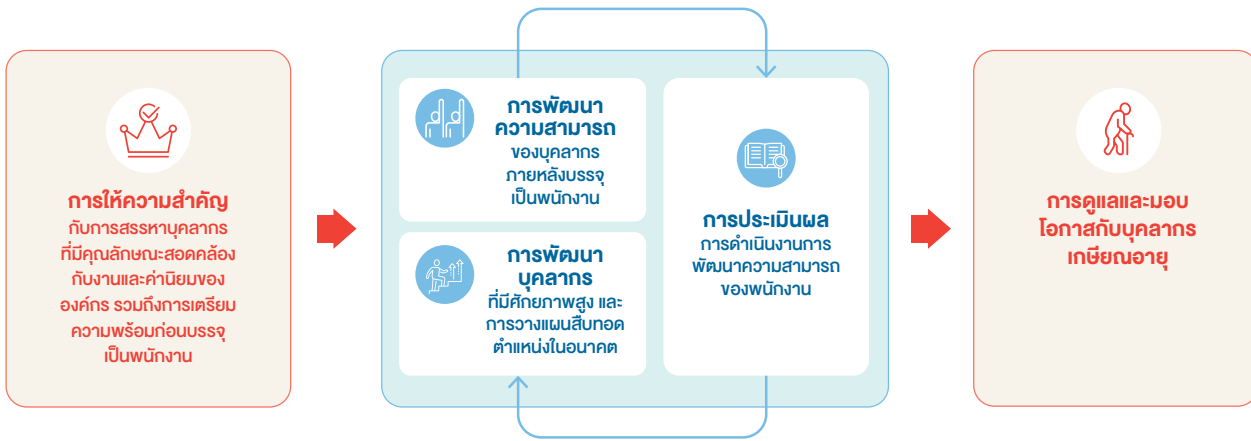 การให้ความสำคัญ
กับการสรรหาบุคลากร
ที่มีคุณลักษณะสอดคล้อง
กับงานและค่านิยมของ
องค์กร รวมถึงการเตรียม
ความพร้อมก่อนบรรจุ
เป็นพนักงาน
การพัฒนา
ความสามารถ
ของบุคลากร
ภายหลังบรรจุ
เป็นพนักงาน
การพัฒนา
บุคลากร
ที่มีศักยภาพสูง และ
การวางแผนสืบทอด
ตำแหน่งในอนาคต
การประเมินผล
การดำเนินงานการ
พัฒนาความสามารถ
ของพนักงาน
การดูแลและมอบ
โอกาสกับบุคลากร
เกษียณอายุ